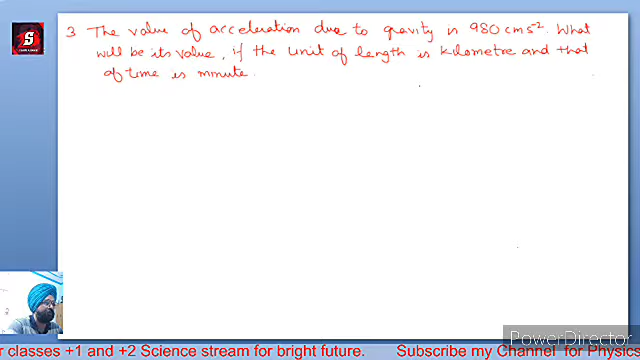 3 The value of acceleration due to gravity is 980 cm s⁻². What
will be its value, if the unit of length is kilometre and that
of time is minute.
S
PowerDirector
r classes +1 and +2 Science stream for bright future. Subscribe my Channel for Physics